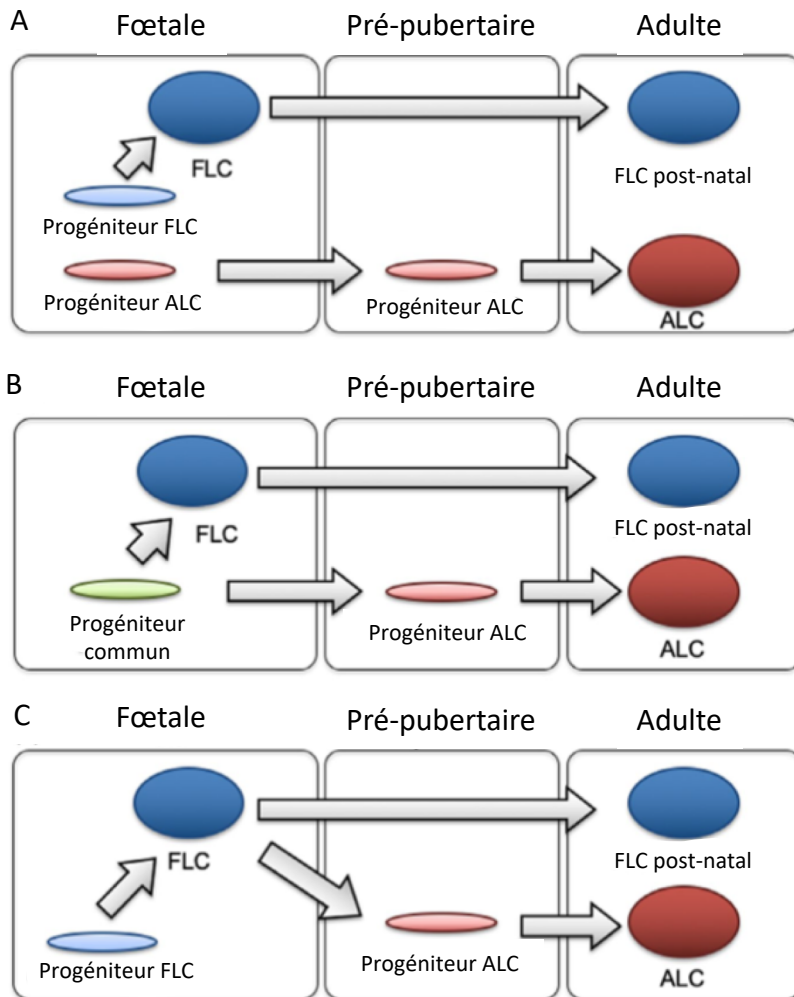 A
Fœtale Pré-pubertaire Adulte
FLC
FLC post-natal
Progéniteur FLC
Progéniteur ALC
Progéniteur ALC
ALC
B
Fœtale Pré-pubertaire Adulte
FLC
FLC post-natal
Progéniteur
commun
Progéniteur ALC
ALC
C
Fœtale Pré-pubertaire Adulte
FLC
FLC post-natal
Progéniteur FLC
Progéniteur ALC
ALC